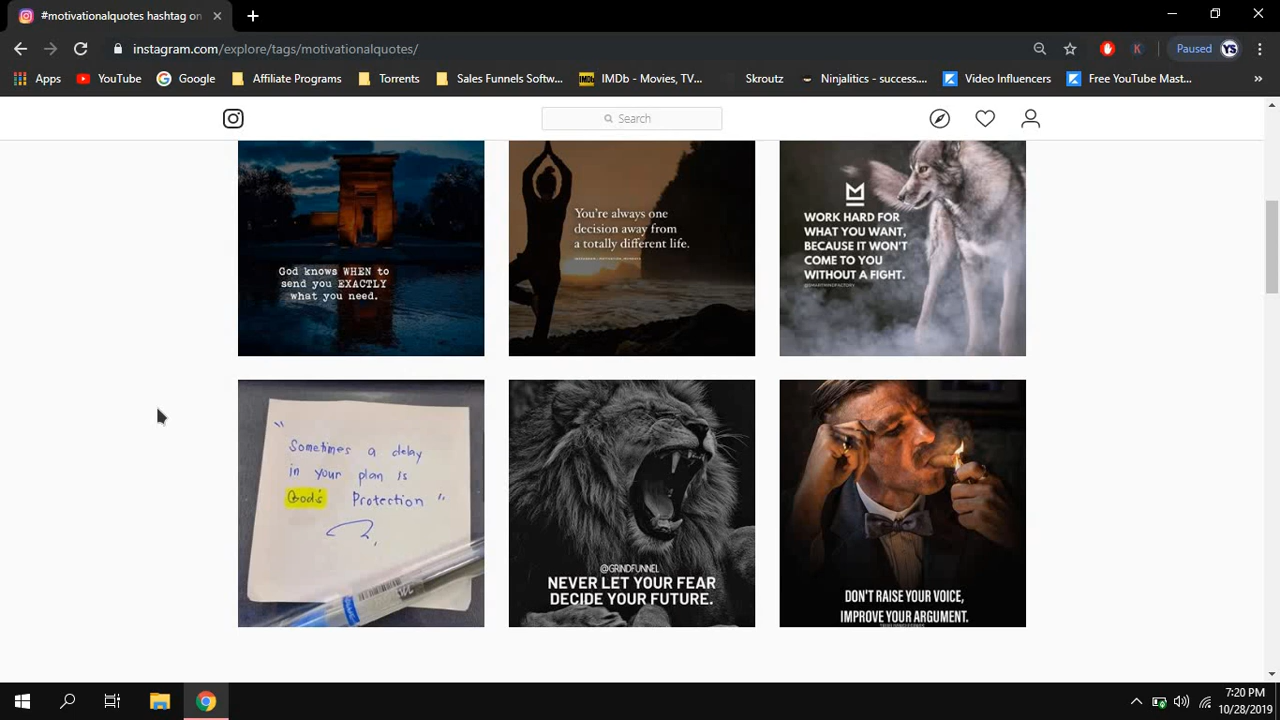 #motivationalquotes hashtag on
instagram.com/explore/tags/motivationalquotes/
Paused
YS
Apps
YouTube
Google
Affiliate Programs
Torrents
Sales Funnels Softw...
IMDb
IMDb - Movies, TV...
Skroutz
Ninjalitics - success....
Video Influencers
Free YouTube Mast...
Search
God knows WHEN to
send you EXACTLY
what you need.
You're always one
decision away from
a totally different life.
WORK HARD FOR
WHAT YOU WANT,
BECAUSE IT WON'T
COME TO YOU
WITHOUT A FIGHT.
@SMARTMINDFACTORY
"Sometimes a delay
in your plan is
God's Protection"
@GRINDFUNNEL
NEVER LET YOUR FEAR
DECIDE YOUR FUTURE.
DON'T RAISE YOUR VOICE,
IMPROVE YOUR ARGUMENT.
7:20 PM
10/28/2019